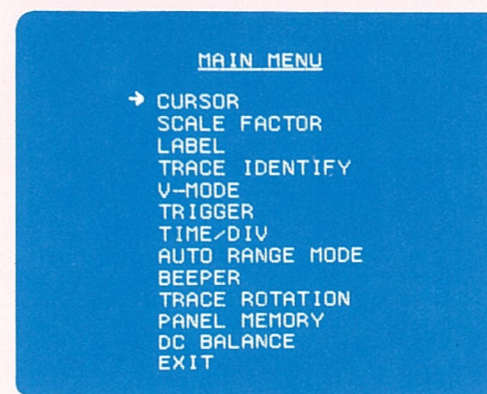 MAIN MENU
➔ CURSOR
SCALE FACTOR
LABEL
TRACE IDENTIFY
V-MODE
TRIGGER
TIME/DIV
AUTO RANGE MODE
BEEPER
TRACE ROTATION
PANEL MEMORY
DC BALANCE
EXIT